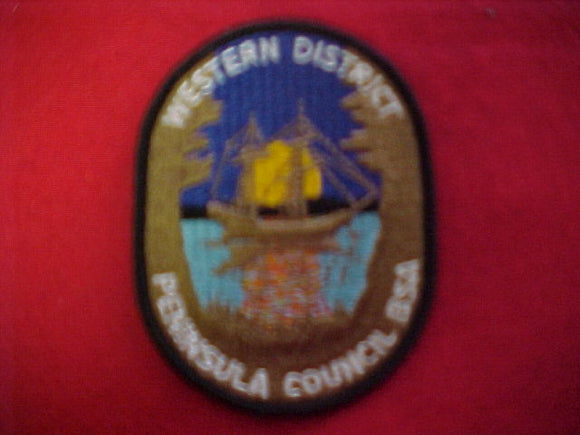 WESTERN DISTRICT
PENINSULA COUNCIL BSA